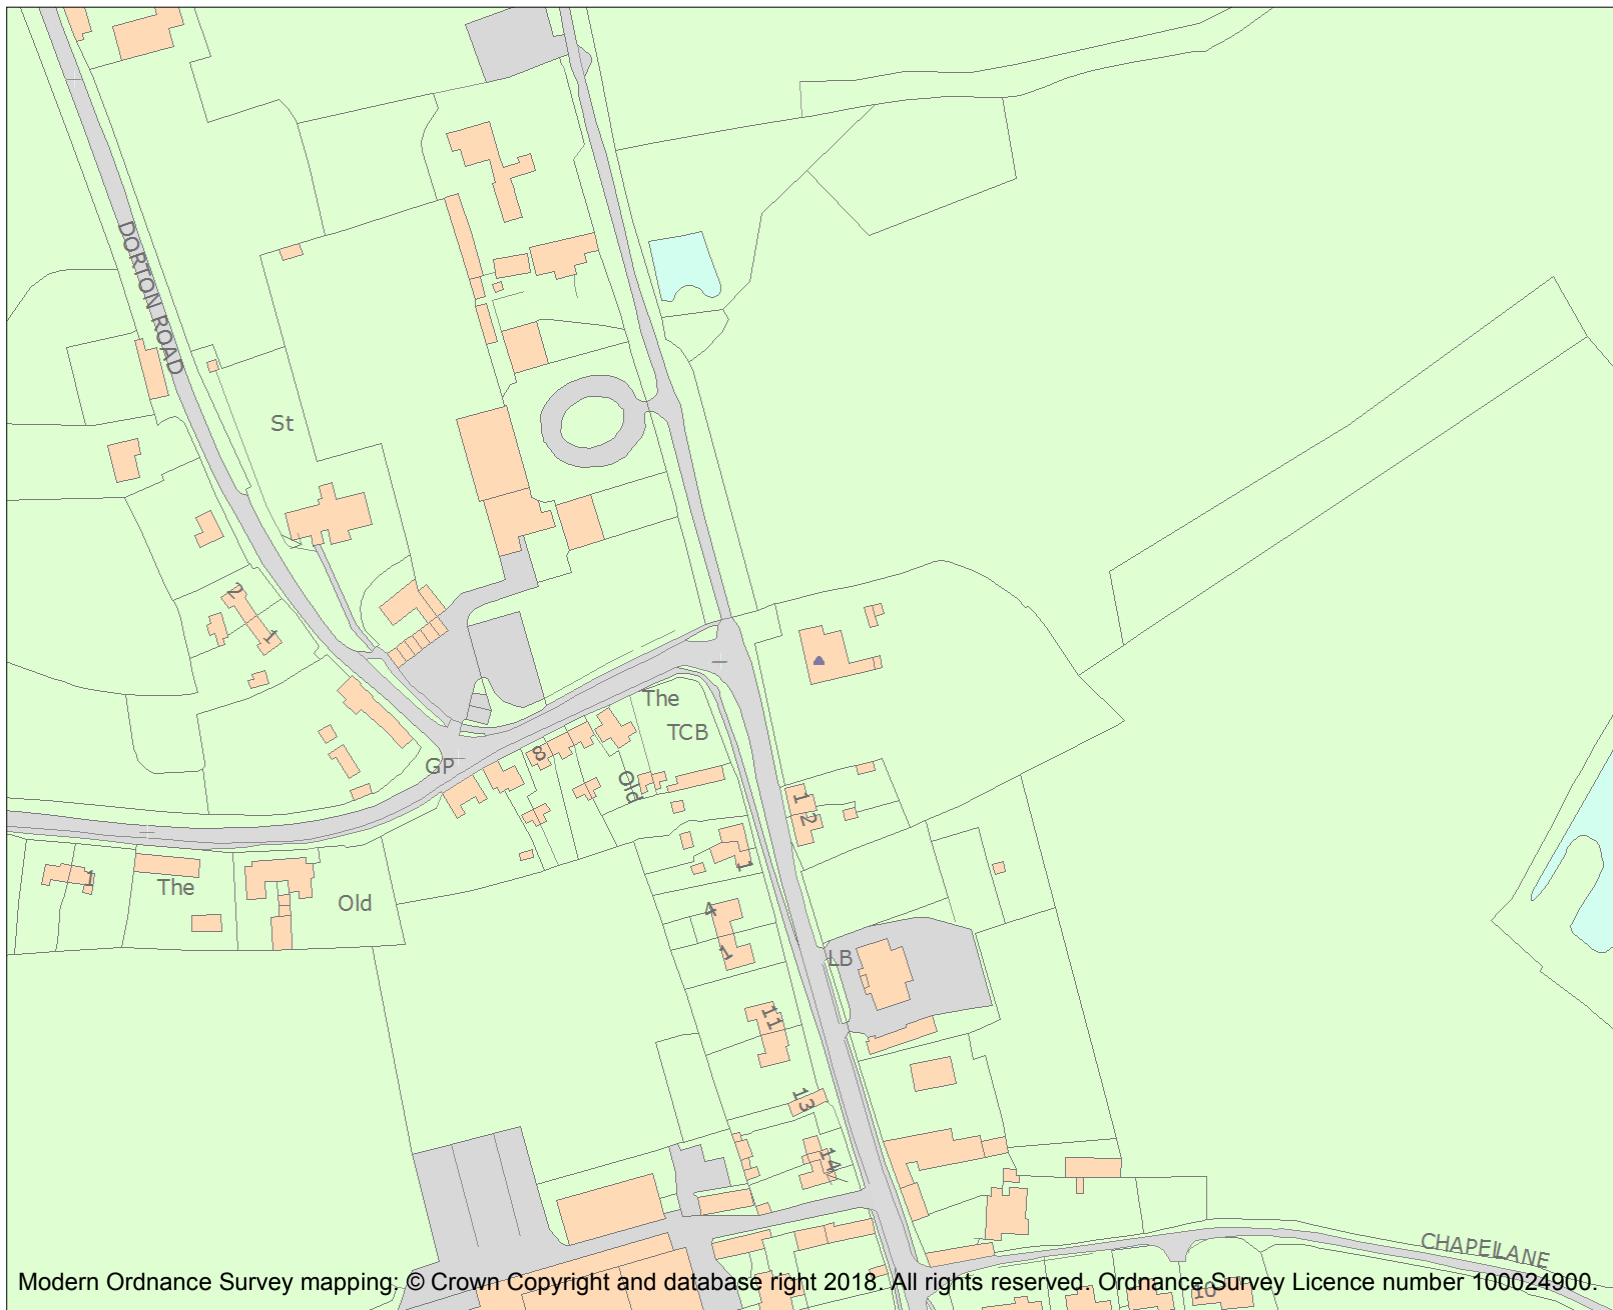 DORTON ROAD
St
2
1
The
TCB
8
GP
Old
1
2
1
1
The
Old
4
1
LB
11
13
14
CHAPEL LANE
10
Modern Ordnance Survey mapping: © Crown Copyright and database right 2018. All rights reserved. Ordnance Survey Licence number 100024900.